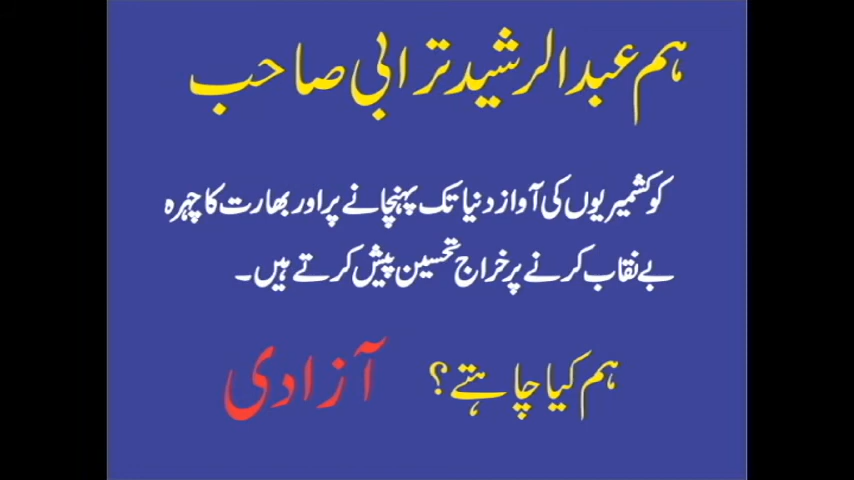 ہم عبدالرشید ترابی صاحب
کو کشمیریوں کی آواز دنیا تک پہنچانے پر اور بھارت کا چہرہ
بے نقاب کرنے پر خراج تحسین پیش کرتے ہیں۔
ہم کیا چاہتے؟ آزادی